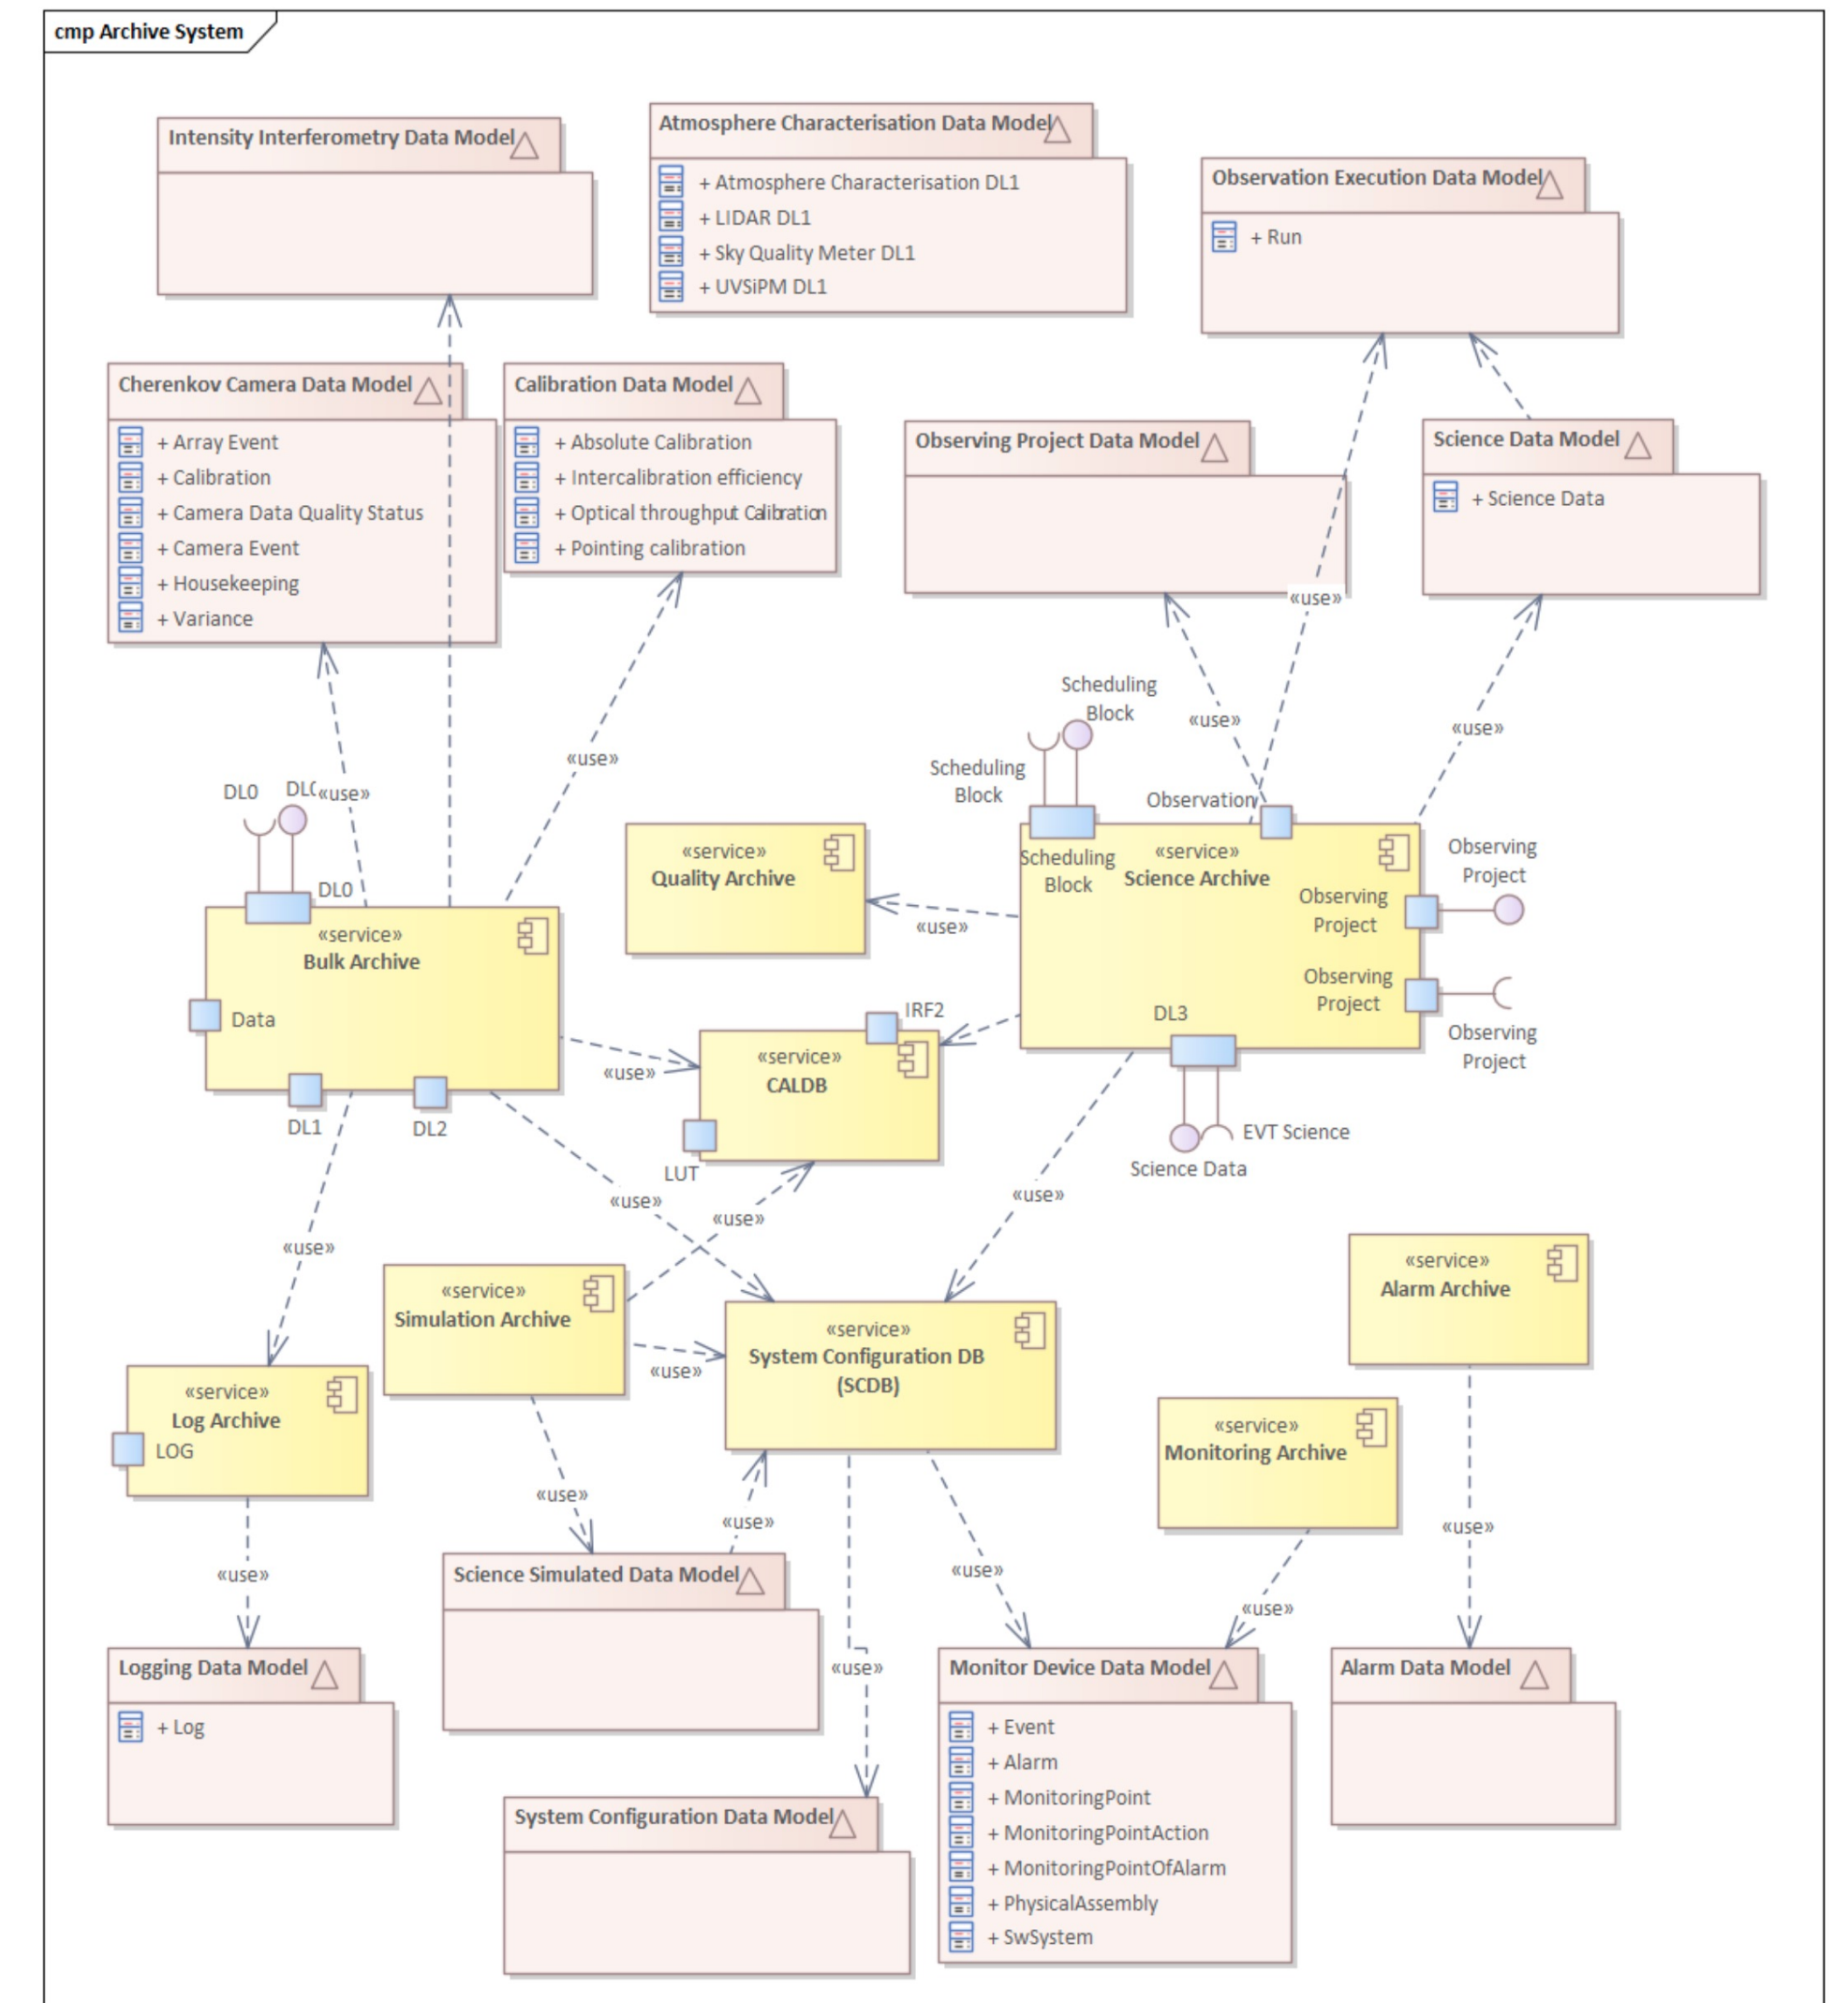 cmp Archive System
Intensity Interferometry Data Model
Atmosphere Characterisation Data Model
+ Atmosphere Characterisation DL1
+ LIDAR DL1
+ Sky Quality Meter DL1
+ UVSiPM DL1
Observation Execution Data Model
+ Run
Cherenkov Camera Data Model
+ Array Event
+ Calibration
+ Camera Data Quality Status
+ Camera Event
+ Housekeeping
+ Variance
Calibration Data Model
+ Absolute Calibration
+ Intercalibration efficiency
+ Optical throughput Calibration
+ Pointing calibration
Observing Project Data Model
Science Data Model
+ Science Data
«use»
«use»
«use»
«use»
Scheduling
Block
Scheduling
Block
Observation
DL0
«use»
DL0
«service»
Bulk Archive
Data
DL1
DL2
«service»
Quality Archive
«use»
Scheduling
Block
«service»
Science Archive
Observing
Project
Observing
Project
Observing
Project
Observing
Project
DL3
EVT Science
Science Data
IRF2
«service»
CALDB
LUT
«use»
«use»
«use»
«use»
«use»
«service»
Simulation Archive
«use»
«service»
System Configuration DB
(SCDB)
«service»
Alarm Archive
«service»
Log Archive
LOG
«service»
Monitoring Archive
«use»
«use»
«use»
«use»
«use»
«use»
«use»
«use»
Science Simulated Data Model
Logging Data Model
+ Log
System Configuration Data Model
Monitor Device Data Model
+ Event
+ Alarm
+ MonitoringPoint
+ MonitoringPointAction
+ MonitoringPointOfAlarm
+ PhysicalAssembly
+ SwSystem
Alarm Data Model